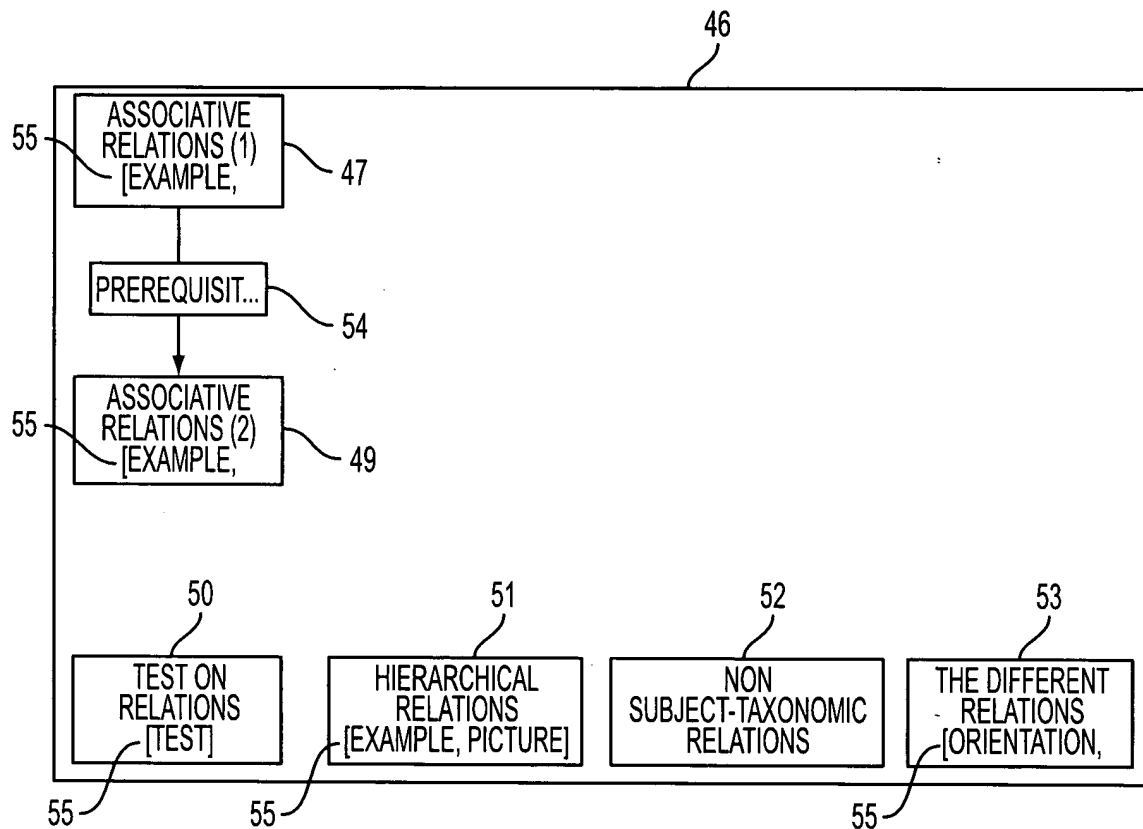 46
ASSOCIATIVE
RELATIONS (1)
[EXAMPLE,
55
47
PREREQUISIT...
54
ASSOCIATIVE
RELATIONS (2)
[EXAMPLE,
55
49
50
51
52
53
TEST ON
RELATIONS
[TEST]
55
HIERARCHICAL
RELATIONS
[EXAMPLE, PICTURE]
55
NON
SUBJECT-TAXONOMIC
RELATIONS
THE DIFFERENT
RELATIONS
[ORIENTATION,
55